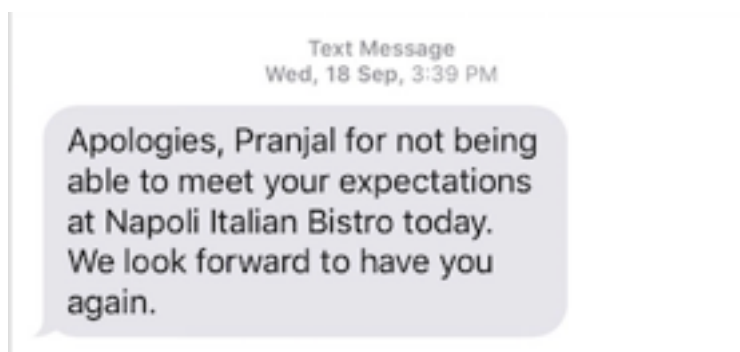 Text Message
Wed, 18 Sep, 3:39 PM
Apologies, Pranjal for not being
able to meet your expectations
at Napoli Italian Bistro today.
We look forward to have you
again.